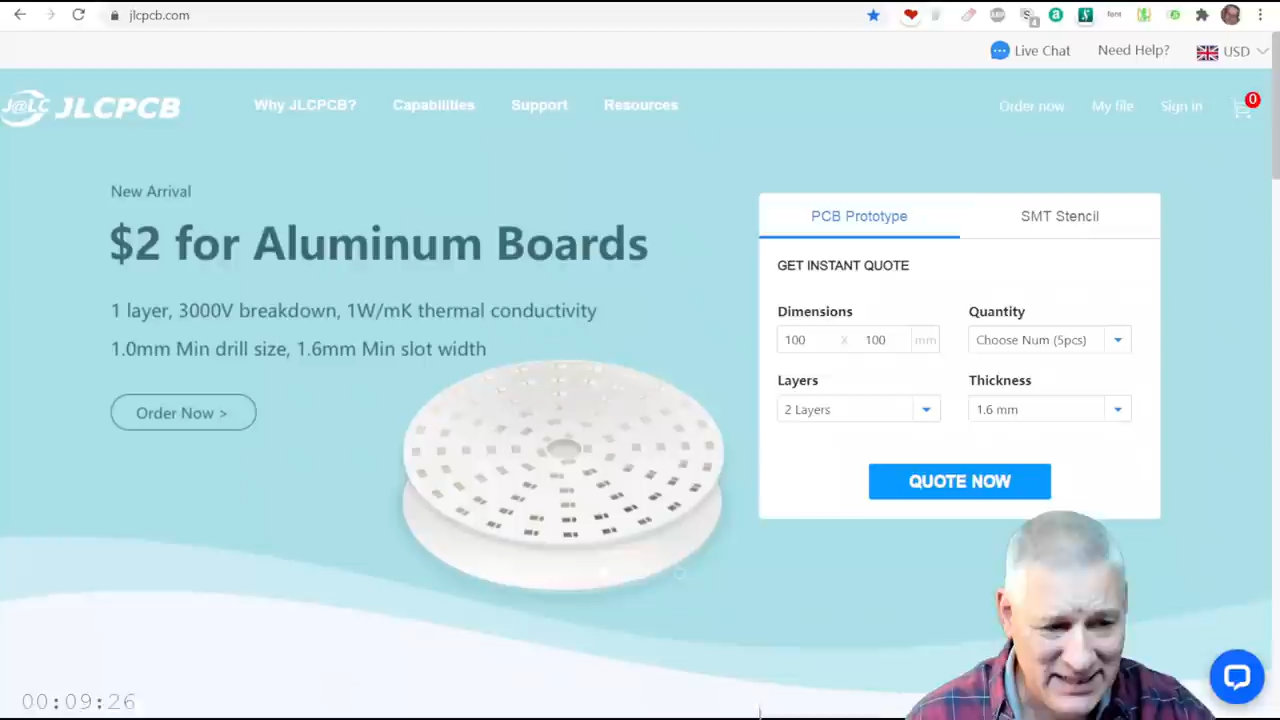 jlcpcb.com
Live Chat
Need Help?
USD
J@LC JLCPCB
Why JLCPCB?
Capabilities
Support
Resources
Order now
My file
Sign in
0
New Arrival
$2 for Aluminum Boards
1 layer, 3000V breakdown, 1W/mK thermal conductivity
1.0mm Min drill size, 1.6mm Min slot width
Order Now >
PCB Prototype
SMT Stencil
GET INSTANT QUOTE
Dimensions
Quantity
100 X 100 mm
Choose Num (5pcs)
Layers
Thickness
2 Layers
1.6 mm
QUOTE NOW
00:09:26